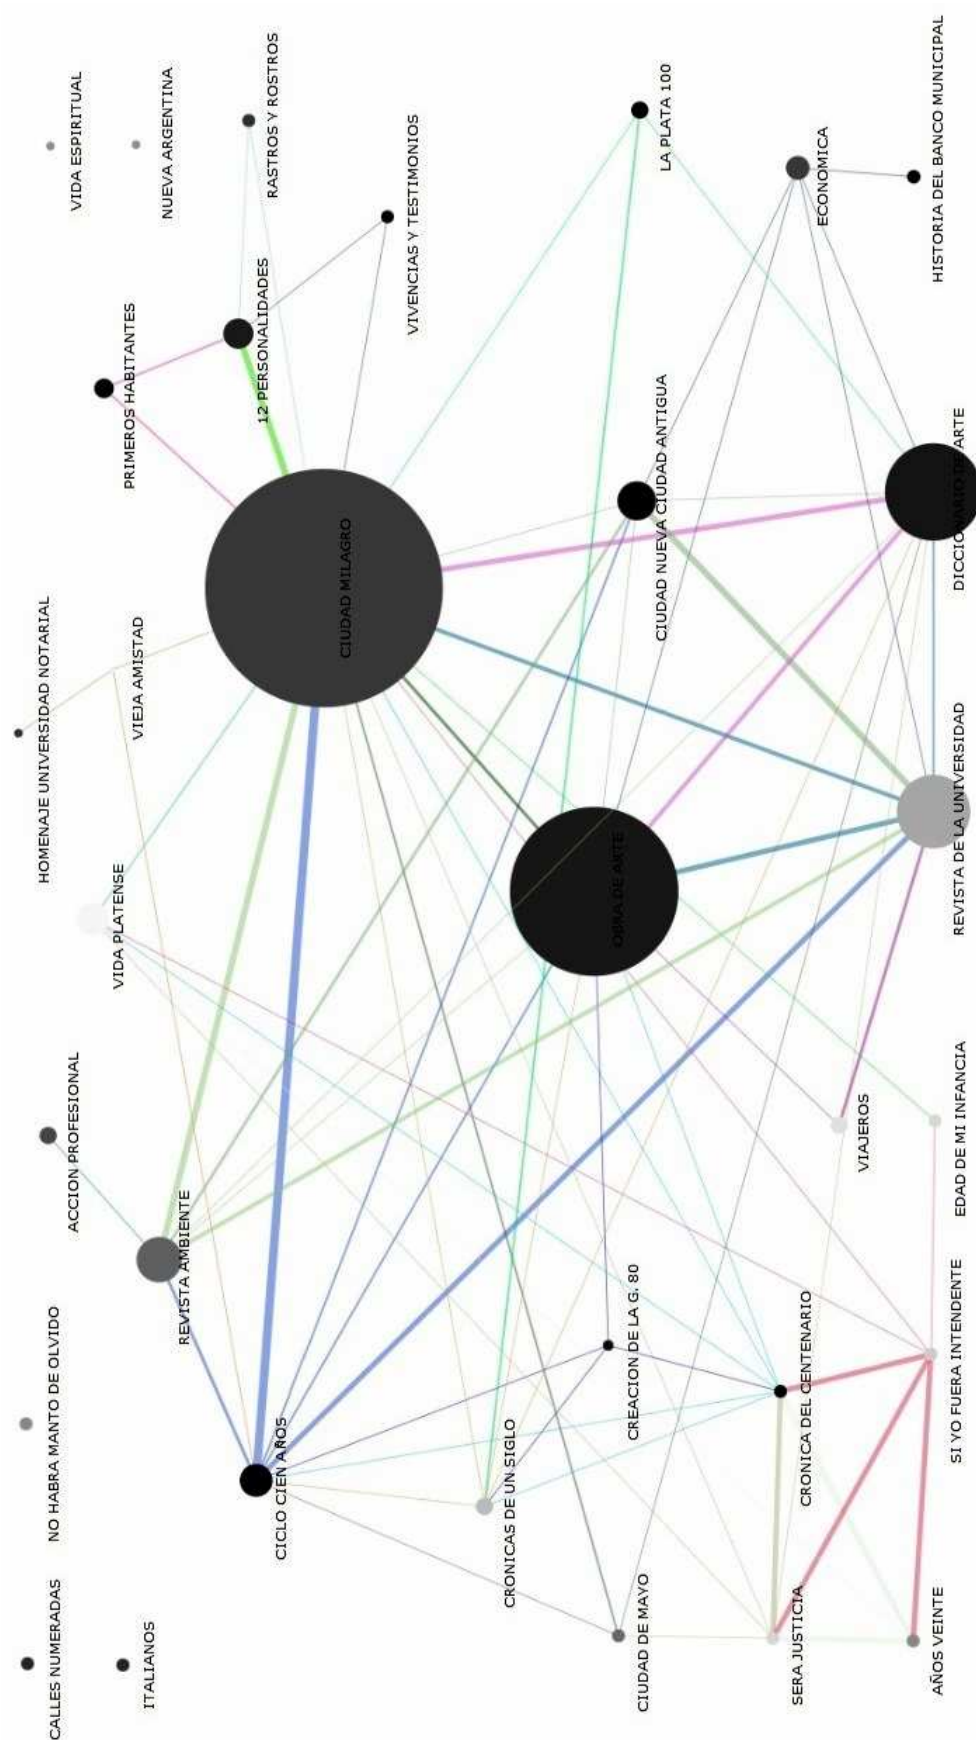 VIDA ESPIRITUAL
NUEVA ARGENTINA
RASTROS Y ROSTROS
VIVENCIAS Y TESTIMONIOS
LA PLATA 100
ECONOMICA
HISTORIA DEL BANCO MUNICIPAL
PRIMEROS HABITANTES
12 PERSONALIDADES
CIUDAD MILAGRO
CIUDAD NUEVA CIUDAD ANTIGUA
DICCIONARIO DE ARTE
HOMENAJE UNIVERSIDAD NOTARIAL
VIEJA AMISTAD
VIDA PLATENSE
OBRA DE ARTE
REVISTA DE LA UNIVERSIDAD
ACCION PROFESIONAL
REVISTA AMBIENTE
VIAJEROS
EDAD DE MI INFANCIA
NO HABRA MANTO DE OLVIDO
CICLO CIEN AÑOS
CRONICAS DE UN SIGLO
CREACION DE LA G. 80
CRONICA DEL CENTENARIO
SI YO FUERA INTENDENTE
CALLES NUMERADAS
ITALIANOS
CIUDAD DE MAYO
SERA JUSTICIA
AÑOS VEINTE